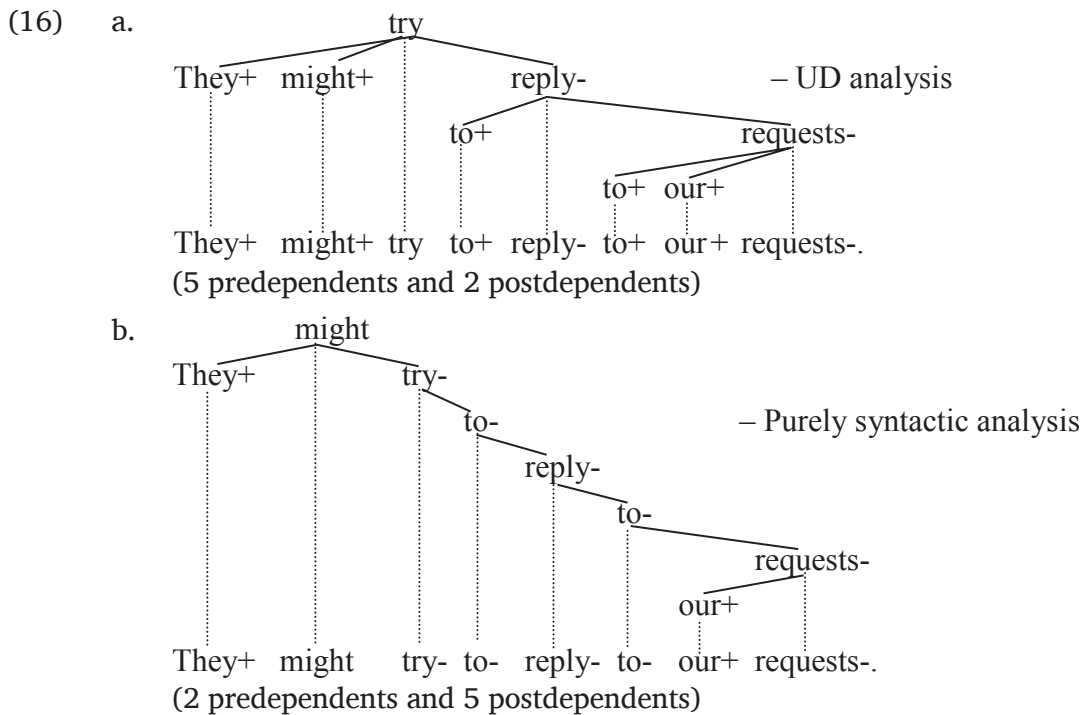 (16) a. try
They+ might+ reply- – UD analysis
to+ requests-
to+ our+
They+ might+ try to+ reply- to+ our+ requests-.
(5 predependents and 2 postdependents)
b. might
They+ try-
to- – Purely syntactic analysis
reply-
to-
requests-
our+
They+ might try- to- reply- to- our+ requests-.
(2 predependents and 5 postdependents)